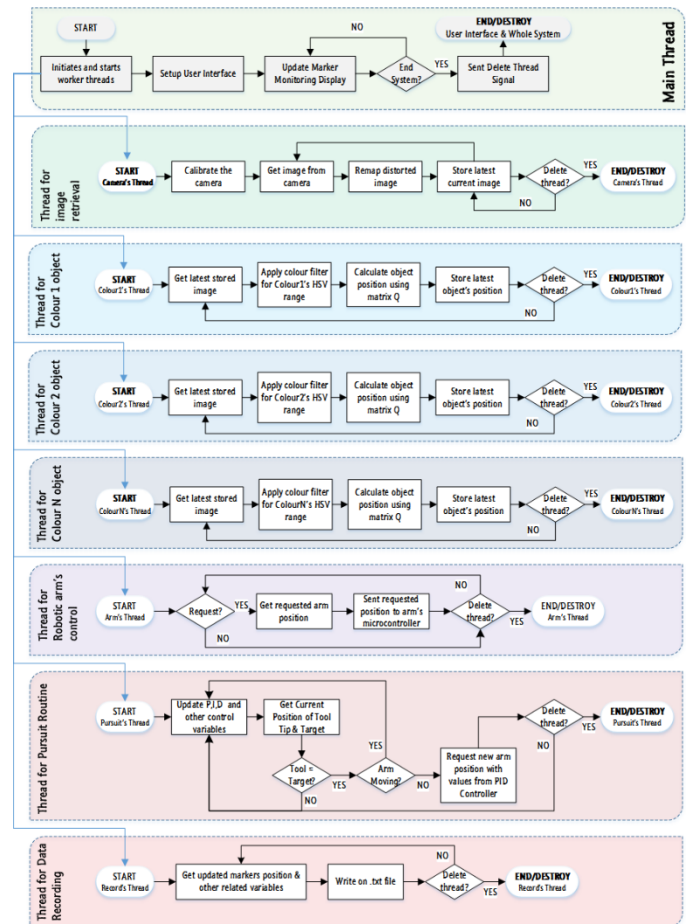 START
NO
END/DESTROY
User Interface & Whole System
Initiates and starts
worker threads
Setup User Interface
Update Marker
Monitoring Display
End
System?
YES
Sent Delete Thread
Signal
Main Thread
Thread for
image
retrieval
START
Camera's Thread
Calibrate the
camera
Get image from
camera
Remap distorted
image
Store latest
current image
Delete
thread?
YES
NO
END/DESTROY
Camera's Thread
Thread for
Colour 1 object
START
Colour1's Thread
Get latest stored
image
Apply colour filter
for Colour1's HSV
range
Calculate object
position using
matrix Q
Store latest
object's position
Delete
thread?
YES
NO
END/DESTROY
Colour1's Thread
Thread for
Colour 2 object
START
Colour2's Thread
Get latest stored
image
Apply colour filter
for Colour2's HSV
range
Calculate object
position using
matrix Q
Store latest
object's position
Delete
thread?
YES
NO
END/DESTROY
Colour2's Thread
Thread for
Colour N object
START
ColourN's Thread
Get latest stored
image
Apply colour filter
for ColourN's HSV
range
Calculate object
position using
matrix Q
Store latest
object's position
Delete
thread?
YES
NO
END/DESTROY
ColourN's Thread
Thread for
Robotic arm's
control
START
Arm's Thread
Request?
YES
NO
Get requested arm
position
Sent requested
position to arm's
microcontroller
NO
Delete
thread?
YES
END/DESTROY
Arm's Thread
Thread for Pursuit Routine
START
Pursuit's Thread
Update P,I,D and
other control
variables
Get Current
Position of Tool
Tip & Target
Tool =
Target?
YES
NO
YES
Arm
Moving?
NO
Request new arm
position with
values from PID
Controller
Delete
thread?
YES
NO
END/DESTROY
Pursuit's Thread
Thread for Data
Recording
START
Record's Thread
Get updated markers position &
other related variables
Write on .txt file
NO
Delete
thread?
YES
END/DESTROY
Record's Thread